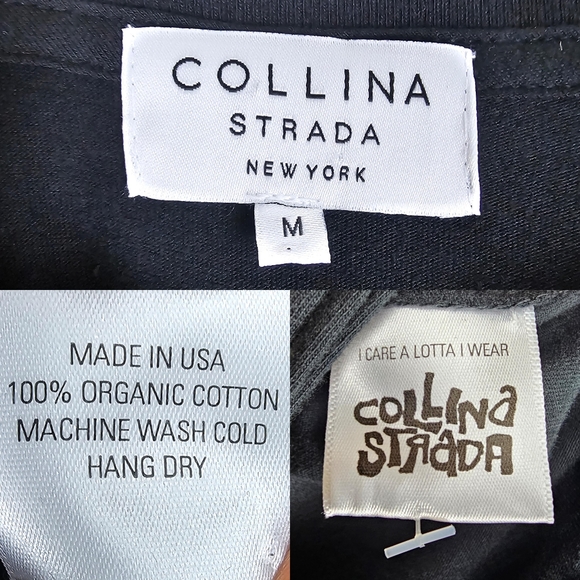 COLLINA
STRADA
NEW YORK
M
MADE IN USA
100% ORGANIC COTTON
MACHINE WASH COLD
HANG DRY
I CARE A LOTTA I WEAR
COLLINA
STRADA